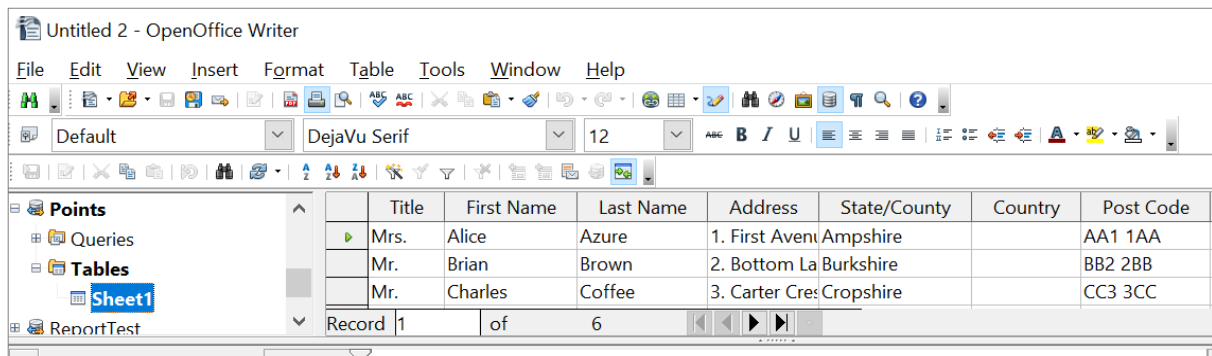 Untitled 2 - OpenOffice Writer
File Edit View Insert Format Table Tools Window Help
Default DejaVu Serif 12
Points
Queries
Tables
Sheet1
ReportTest
Title First Name Last Name Address State/County Country Post Code
Mrs. Alice Azure 1. First Avenu Ampshire AA1 1AA
Mr. Brian Brown 2. Bottom La Burkshire BB2 2BB
Mr. Charles Coffee 3. Carter Cres Cropshire CC3 3CC
Record 1 of 6